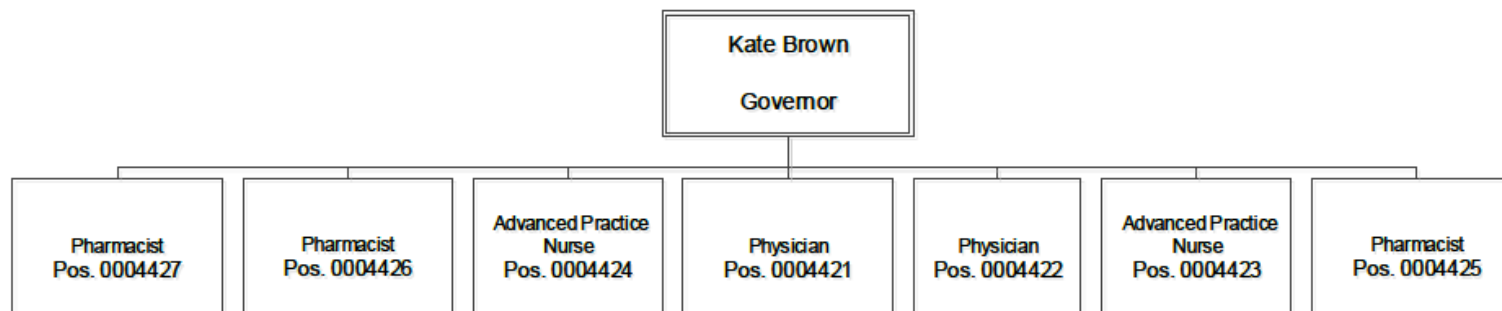 Kate Brown
Governor
Pharmacist
Pos. 0004427
Pharmacist
Pos. 0004426
Advanced Practice
Nurse
Pos. 0004424
Physician
Pos. 0004421
Physician
Pos. 0004422
Advanced Practice
Nurse
Pos. 0004423
Pharmacist
Pos. 0004425